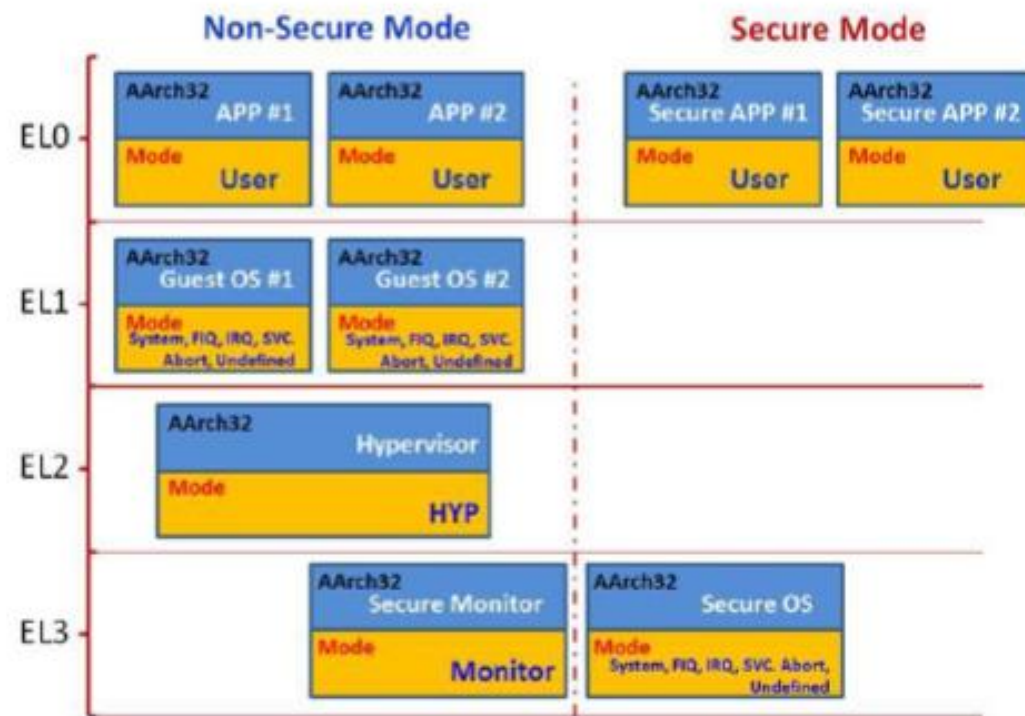 Non-Secure Mode
Secure Mode
EL0
AArch32
APP #1
Mode
User
AArch32
APP #2
Mode
User
AArch32
Secure APP #1
Mode
User
AArch32
Secure APP #2
Mode
User
EL1
AArch32
Guest OS #1
Mode
System, FIQ, IRQ, SVC.
Abort, Undefined
AArch32
Guest OS #2
Mode
System, FIQ, IRQ, SVC.
Abort, Undefined
EL2
AArch32
Hypervisor
Mode
HYP
EL3
AArch32
Secure Monitor
Mode
Monitor
AArch32
Secure OS
Mode
System, FIQ, IRQ, SVC. Abort,
Undefined